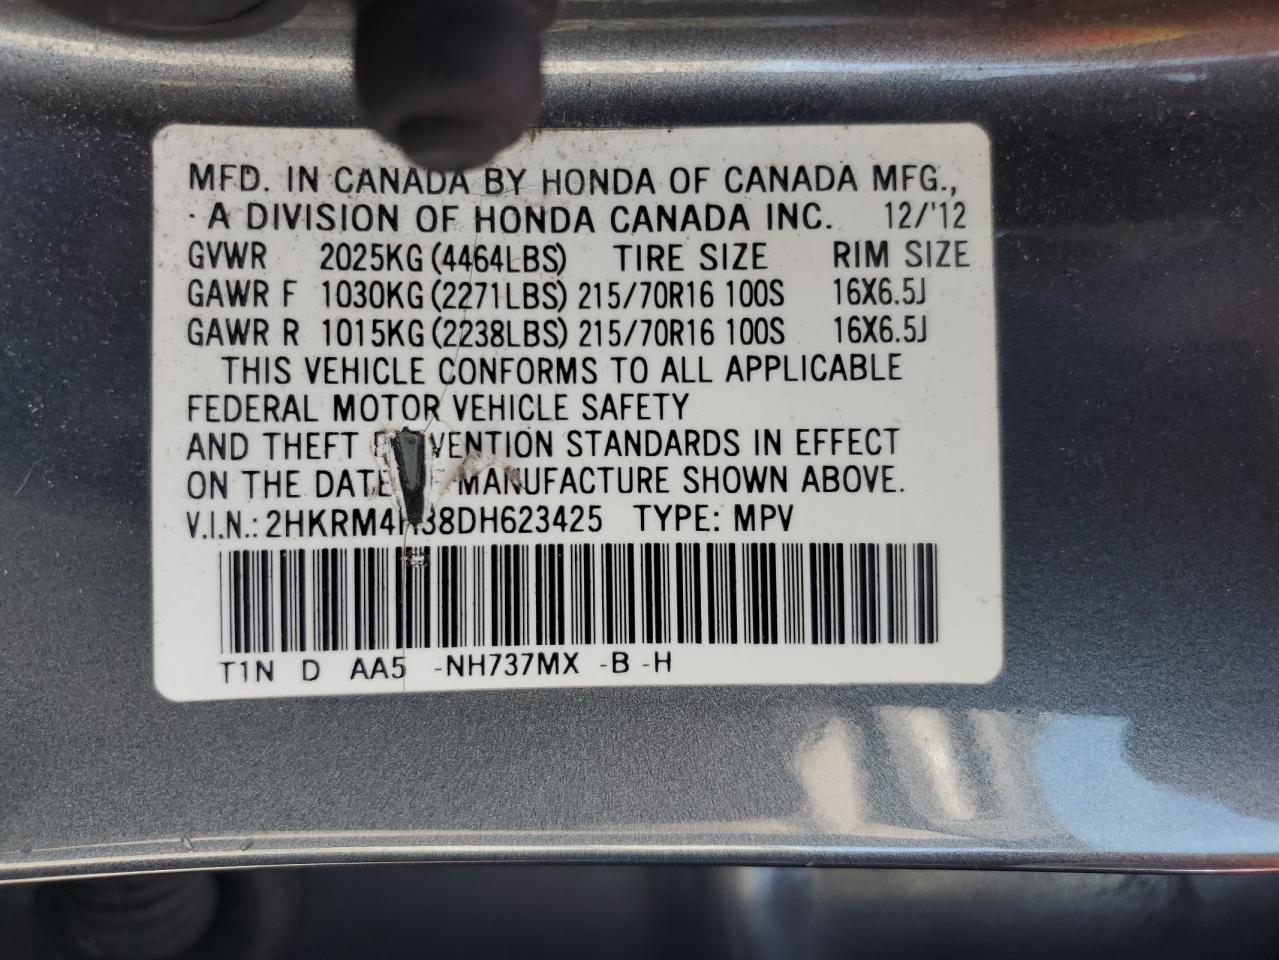 MFD. IN CANADA BY HONDA OF CANADA MFG.,
A DIVISION OF HONDA CANADA INC. 12/'12
GVWR 2025KG (4464LBS) TIRE SIZE RIM SIZE
GAWR F 1030KG (2271LBS) 215/70R16 100S 16X6.5J
GAWR R 1015KG (2238LBS) 215/70R16 100S 16X6.5J
THIS VEHICLE CONFORMS TO ALL APPLICABLE
FEDERAL MOTOR VEHICLE SAFETY
AND THEFT VENTION STANDARDS IN EFFECT
ON THE DATE MANUFACTURE SHOWN ABOVE.
V.I.N.: 2HKRM4H38DH623425 TYPE: MPV
T1N D AA5 -NH737MX -B -H